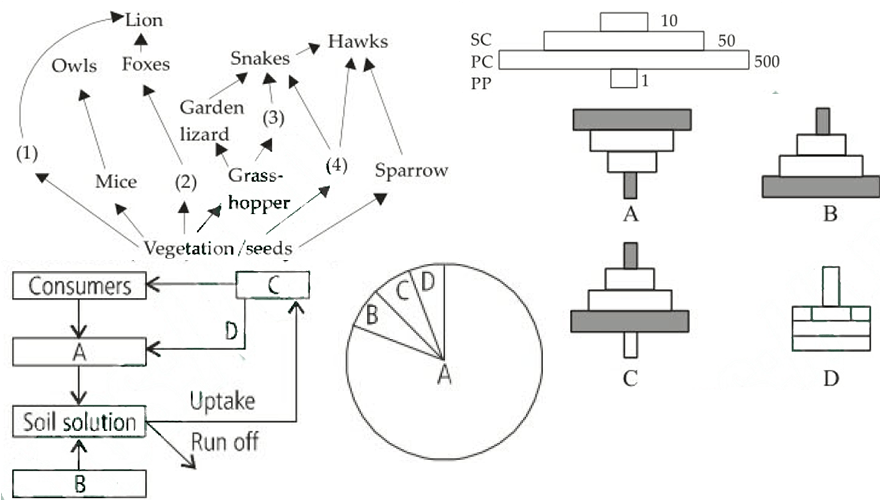 Lion
Owls
Foxes
Snakes
Hawks
Garden
lizard
(3)
(1)
Mice
(2)
Grass-
hopper
(4)
Sparrow
Vegetation/seeds
10
SC
50
PC
500
PP
1
A
B
C
D
Consumers
C
D
A
Soil solution
Uptake
Run off
B
B
C
D
A